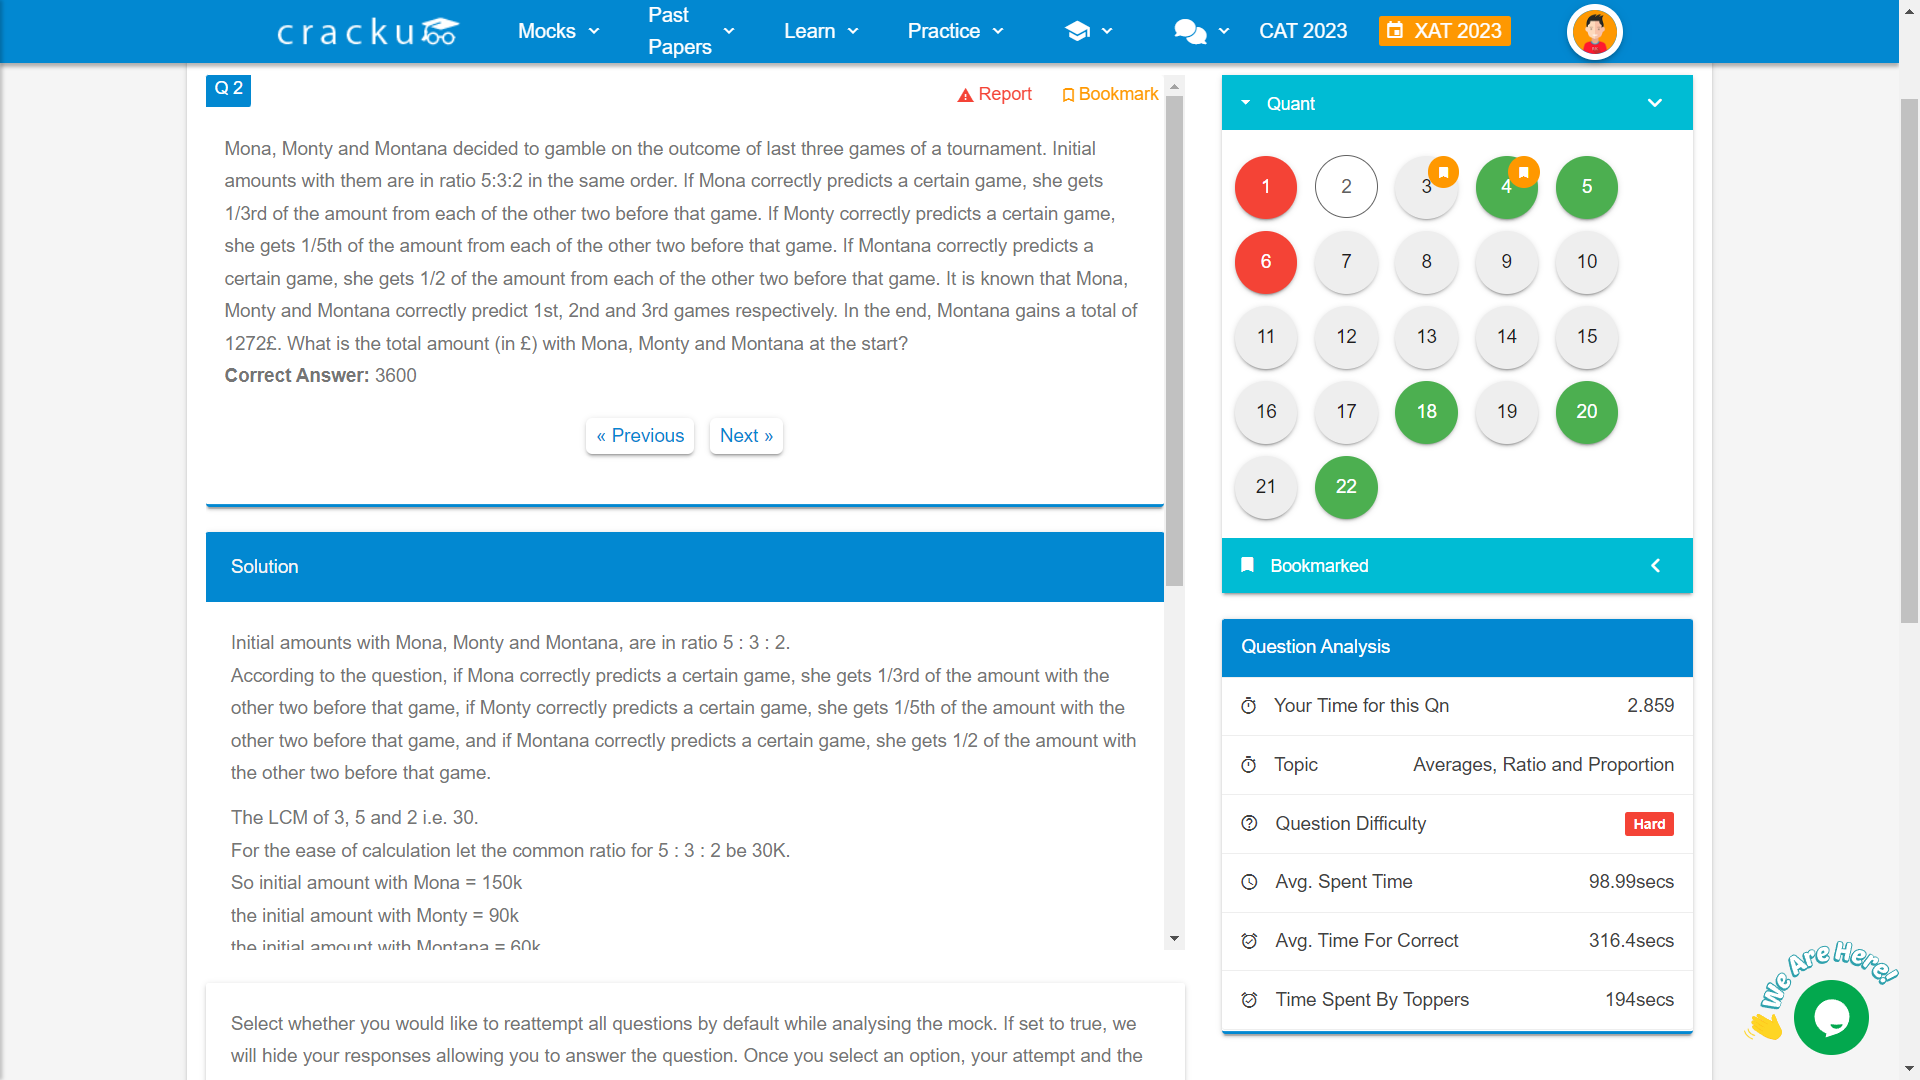 cracku
Mocks
Past
Papers
Learn
Practice
CAT 2023
XAT 2023
Q 2
Report
Bookmark
Mona, Monty and Montana decided to gamble on the outcome of last three games of a tournament. Initial
amounts with them are in ratio 5:3:2 in the same order. If Mona correctly predicts a certain game, she gets
1/3rd of the amount from each of the other two before that game. If Monty correctly predicts a certain game,
she gets 1/5th of the amount from each of the other two before that game. If Montana correctly predicts a
certain game, she gets 1/2 of the amount from each of the other two before that game. It is known that Mona,
Monty and Montana correctly predict 1st, 2nd and 3rd games respectively. In the end, Montana gains a total of
1272£. What is the total amount (in £) with Mona, Monty and Montana at the start?
Correct Answer: 3600
« Previous
Next »
Solution
Initial amounts with Mona, Monty and Montana, are in ratio 5 : 3 : 2.
According to the question, if Mona correctly predicts a certain game, she gets 1/3rd of the amount with the
other two before that game, if Monty correctly predicts a certain game, she gets 1/5th of the amount with the
other two before that game, and if Montana correctly predicts a certain game, she gets 1/2 of the amount with
the other two before that game.
The LCM of 3, 5 and 2 i.e. 30.
For the ease of calculation let the common ratio for 5 : 3 : 2 be 30K.
So initial amount with Mona = 150k
the initial amount with Monty = 90k
the initial amount with Montana = 60k
Select whether you would like to reattempt all questions by default while analysing the mock. If set to true, we
will hide your responses allowing you to answer the question. Once you select an option, your attempt and the
Quant
1 2 3 4 5
6 7 8 9 10
11 12 13 14 15
16 17 18 19 20
21 22
Bookmarked
Question Analysis
Your Time for this Qn 2.859
Topic Averages, Ratio and Proportion
Question Difficulty Hard
Avg. Spent Time 98.99secs
Avg. Time For Correct 316.4secs
Time Spent By Toppers 194secs
We Are Here!